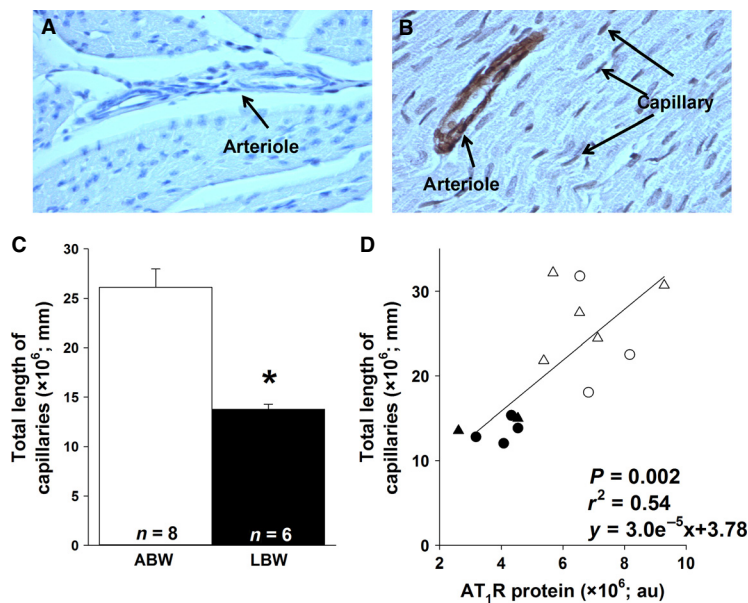 A
Arteriole
B
Capillary
Arteriole
C
Total length of
capillaries (×10⁶; mm)
30
25
20
15
10
5
0
*
n = 8
n = 6
ABW
LBW
D
Total length of
capillaries (×10⁶; mm)
40
30
20
10
0
P = 0.002
r² = 0.54
y = 3.0e⁻⁵x+3.78
2
4
6
8
10
AT₁R protein (×10⁶; au)